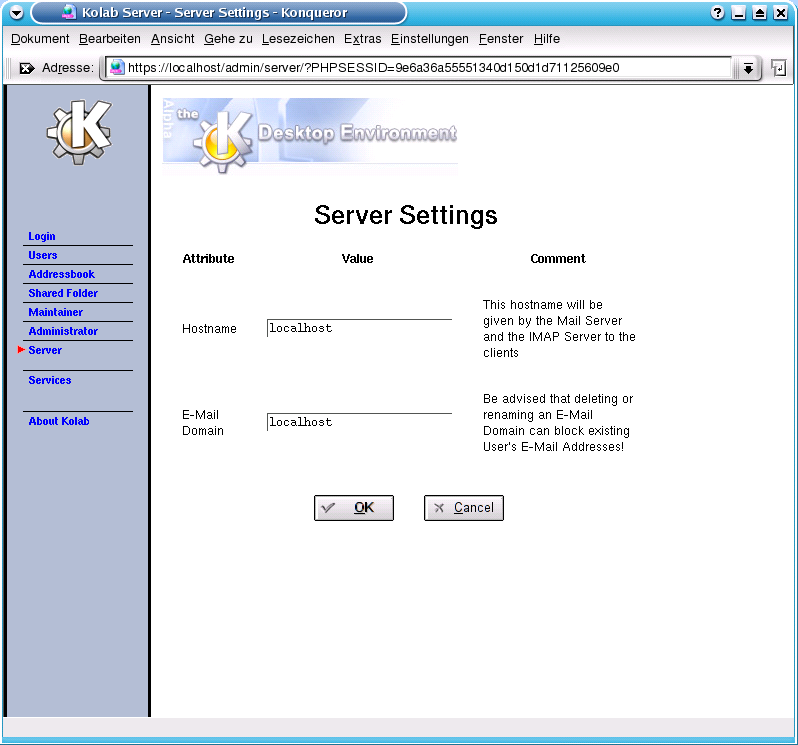 Kolab Server - Server Settings - Konqueror
Dokument Bearbeiten Ansicht Gehe zu Lesezeichen Extras Einstellungen Fenster Hilfe
Adresse: https://localhost/admin/server/?PHPSESSID=9e6a36a55551340d150d1d71125609e0
Alpha
the
K Desktop Environment
Login
Users
Addressbook
Shared Folder
Maintainer
Administrator
Server
Services
About Kolab
Server Settings
Attribute Value Comment
Hostname
localhost
This hostname will be
given by the Mail Server
and the IMAP Server to the
clients
E-Mail
Domain
localhost
Be advised that deleting or
renaming an E-Mail
Domain can block existing
User's E-Mail Addresses!
OK Cancel